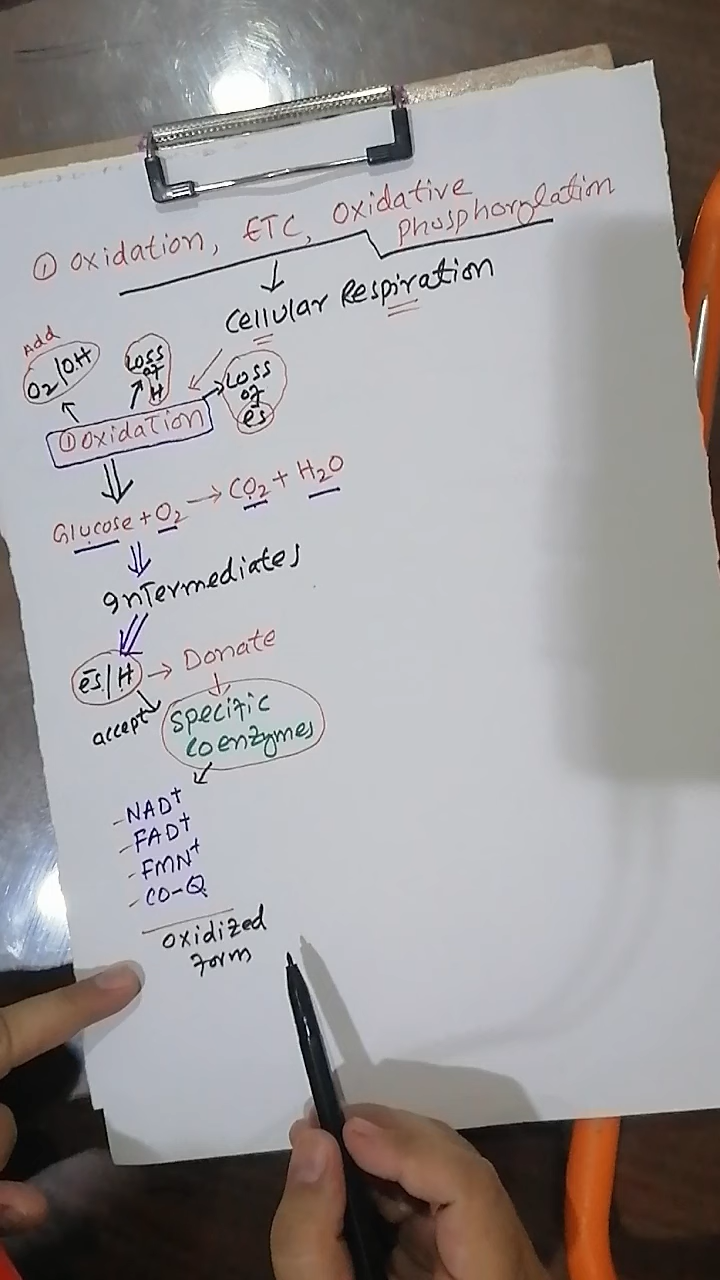 ① Oxidation, ETC, Oxidative
Phosphorylation
Cellular Respiration
Add
O2/OH
Loss
of
H
Loss
of
es
① Oxidation
Glucose + O2 → CO2 + H2O
Intermediates
es/H → Donate
accept
Specific
Coenzymes
- NAD+
- FAD+
- FMN+
- CO-Q
Oxidized
form